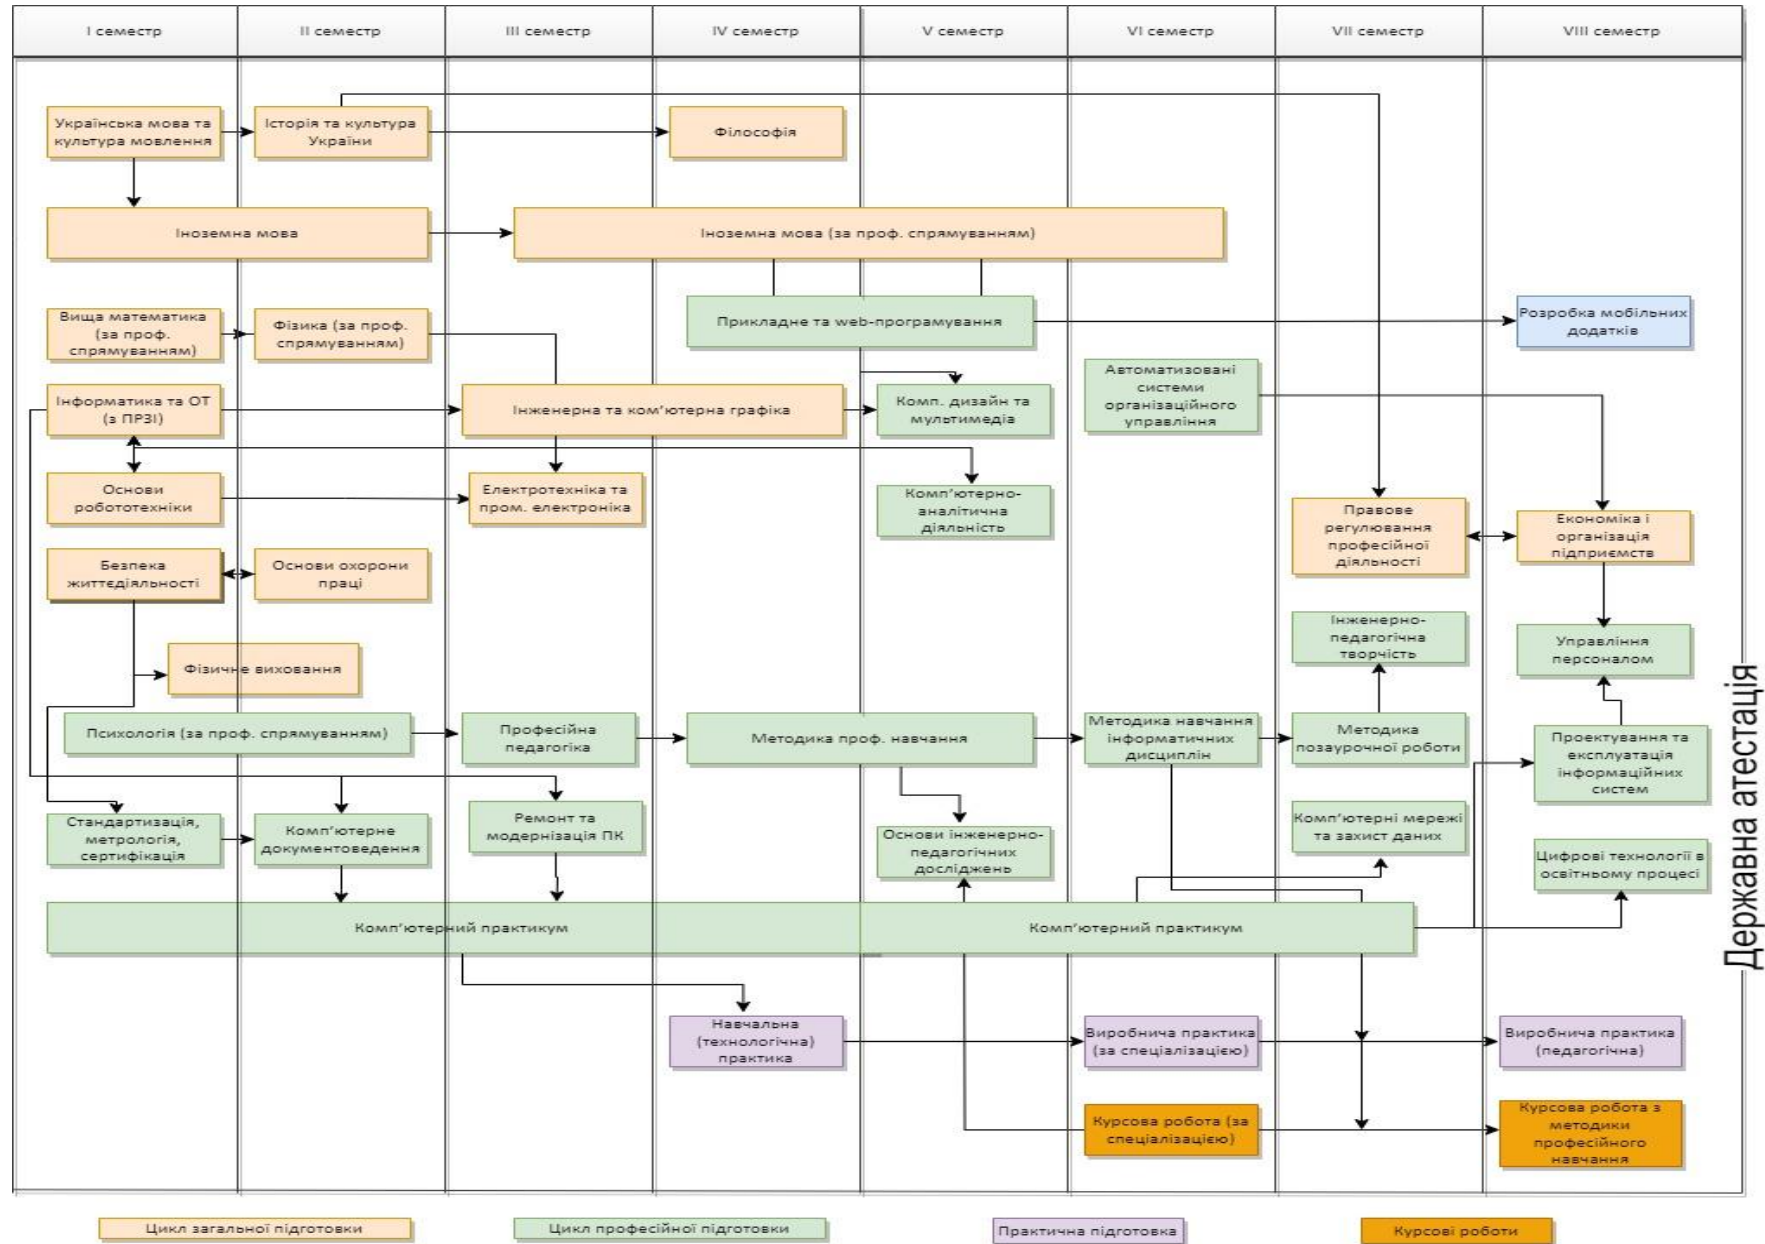 I семестр
II семестр
III семестр
IV семестр
V семестр
VI семестр
VII семестр
VIII семестр
Українська мова та
культура мовлення
Історія та культура
України
Філософія
Іноземна мова
Іноземна мова (за проф. спрямуванням)
Вища математика
(за проф.
спрямуванням)
Фізика (за проф.
спрямуванням)
Прикладне та web-програмування
Розробка мобільних
додатків
Інформатика та ОТ
(з ПРЗІ)
Інженерна та ком’ютерна графіка
Комп. дизайн та
мультимедіа
Автоматизовані
системи
організаційного
управління
Основи
робототехніки
Електротехніка та
пром. електроніка
Комп’ютерно-
аналітична
діяльність
Правове
регулювання
професійної
діяльності
Економіка і
організація
підприємств
Безпека
життєдіяльності
Основи охорони
праці
Інженерно-
педагогічна
творчість
Управління
персоналом
Фізичне виховання
Психологія (за проф. спрямуванням)
Професійна
педагогіка
Методика проф. навчання
Методика навчання
інформатичних
дисциплін
Методика
позаурочної роботи
Проектування та
експлуатація
інформаційних
систем
Стандартизація,
метрологія,
сертифікація
Комп’ютерне
документоведення
Ремонт та
модернізація ПК
Основи інженерно-
педагогічних
досліджень
Комп’ютерні мережі
та захист даних
Цифрові технології в
освітньому процесі
Комп’ютерний практикум
Комп’ютерний практикум
Навчальна
(технологічна)
практика
Виробнича практика
(за спеціалізацією)
Виробнича практика
(педагогічна)
Курсова робота (за
спеціалізацією)
Курсова робота з
методики
професійного
навчання
Державна атестація
Цикл загальної підготовки
Цикл професійної підготовки
Практична підготовка
Курсові роботи